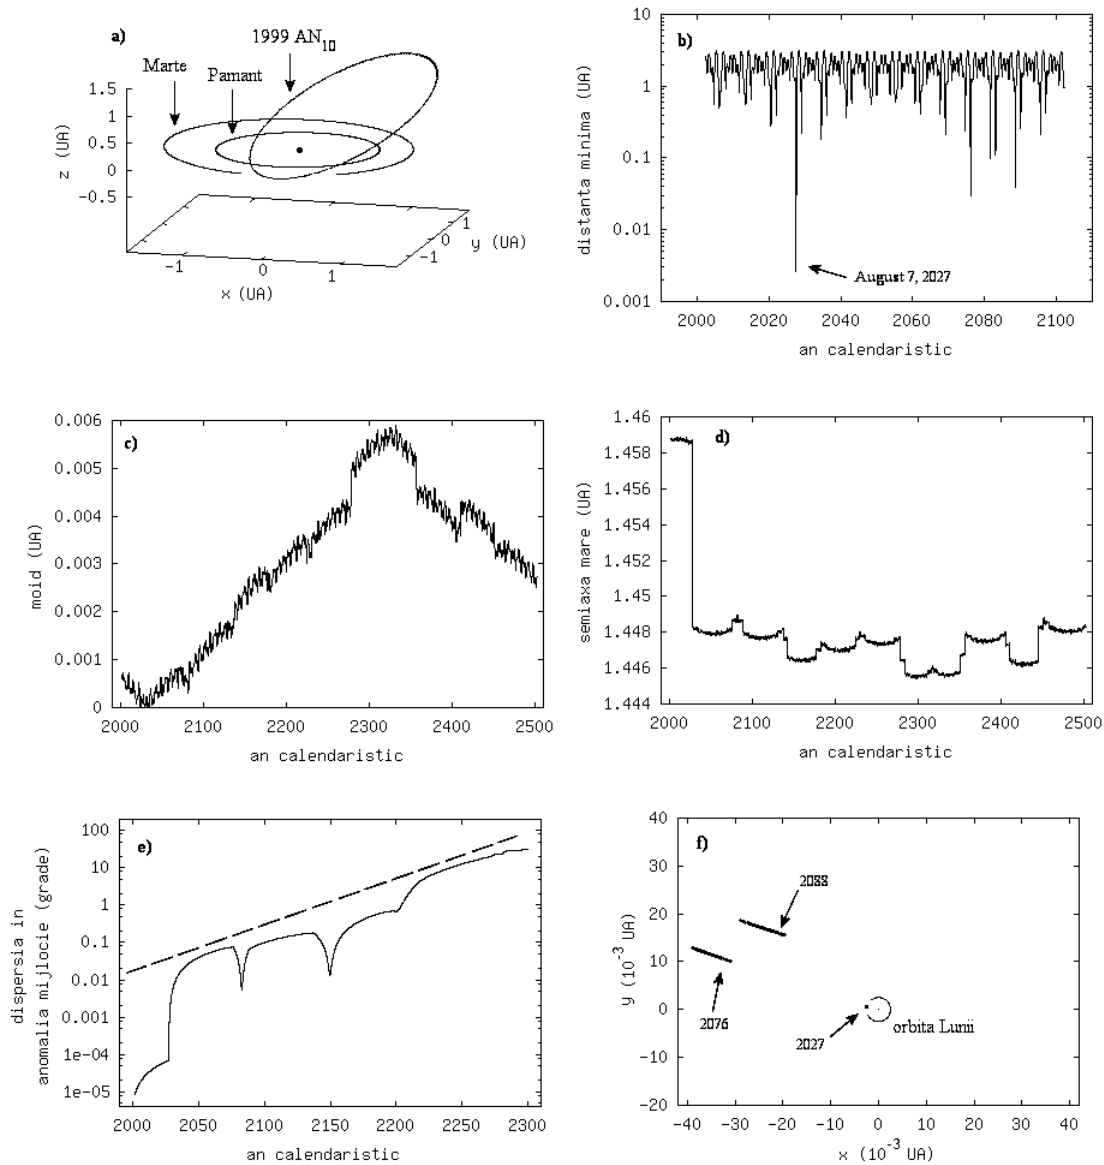 a)
1999 AN10
Marte
Pamant
1.5
1
0.5
0
-0.5
z (UA)
-1
0
1
x (UA)
1
0
-1
y (UA)
b)
10
1
0.1
0.01
0.001
distanta minima (UA)
August 7, 2027
2000 2020 2040 2060 2080 2100
an calendaristic
c)
0.006
0.005
0.004
0.003
0.002
0.001
0
moid (UA)
2000 2100 2200 2300 2400 2500
an calendaristic
d)
1.46
1.458
1.456
1.454
1.452
1.45
1.448
1.446
1.444
semiaxa mare (UA)
2000 2100 2200 2300 2400 2500
an calendaristic
e)
100
10
1
0.1
0.01
0.001
1e-04
1e-05
dispersia in
anomalia mijlocie (grade)
2000 2050 2100 2150 2200 2250 2300
an calendaristic
f)
40
30
20
10
0
-10
-20
y (10-3 UA)
2088
2076
2027
orbita Lunii
-40 -30 -20 -10 0 10 20 30 40
x (10-3 UA)